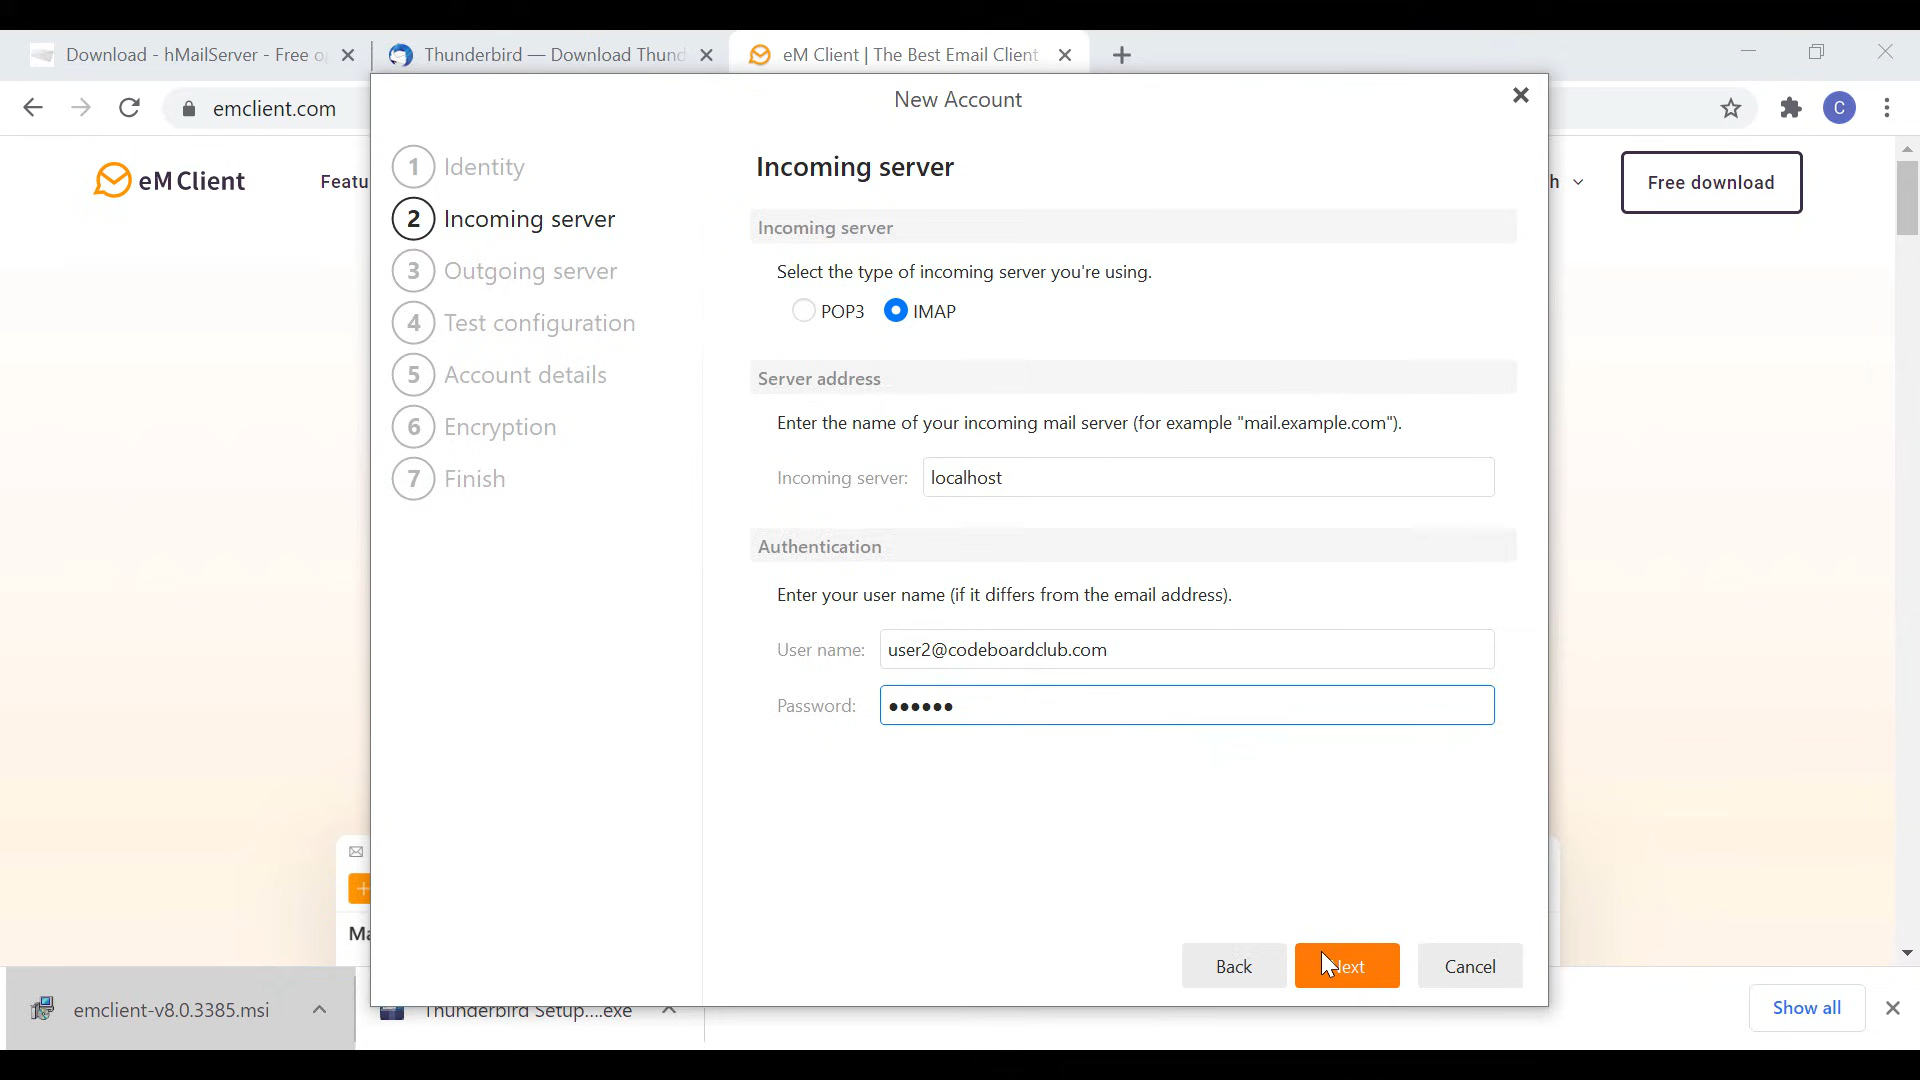 Download - hMailServer - Free o
Thunderbird — Download Thund
eM Client | The Best Email Client
emclient.com
C
eM Client
Featu
h
Free download
New Account
1 Identity
2 Incoming server
3 Outgoing server
4 Test configuration
5 Account details
6 Encryption
7 Finish
Incoming server
Incoming server
Select the type of incoming server you're using.
POP3 IMAP
Server address
Enter the name of your incoming mail server (for example "mail.example.com").
Incoming server: localhost
Authentication
Enter your user name (if it differs from the email address).
User name: user2@codeboardclub.com
Password: ••••••
Ma
Back Next Cancel
emclient-v8.0.3385.msi
Thunderbird Setup....exe
Show all